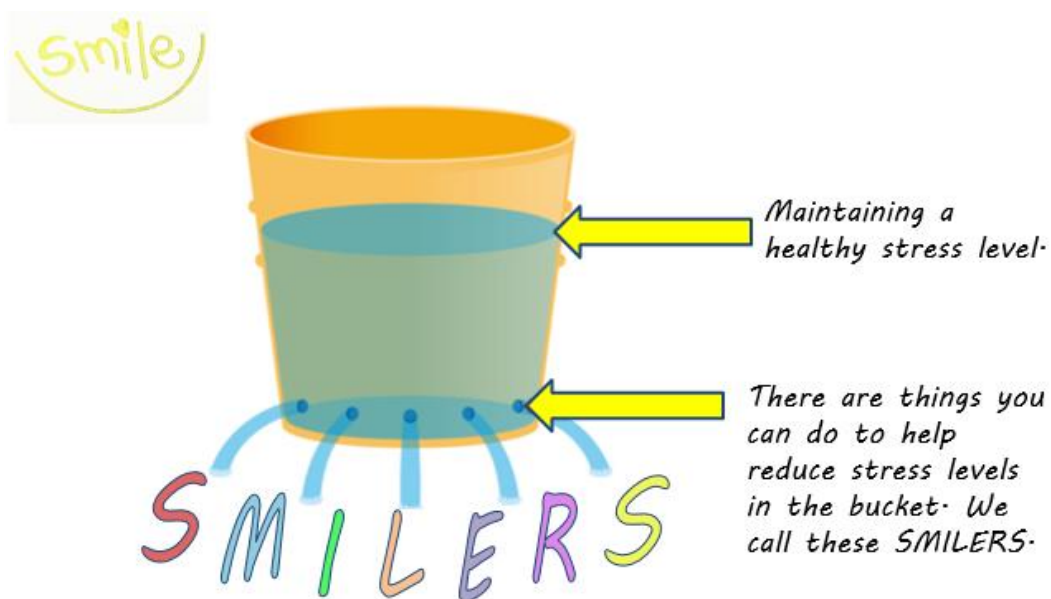 Smile
Maintaining a
healthy stress level.
There are things you
can do to help
reduce stress levels
in the bucket. We
call these SMILERS.
SMILERS